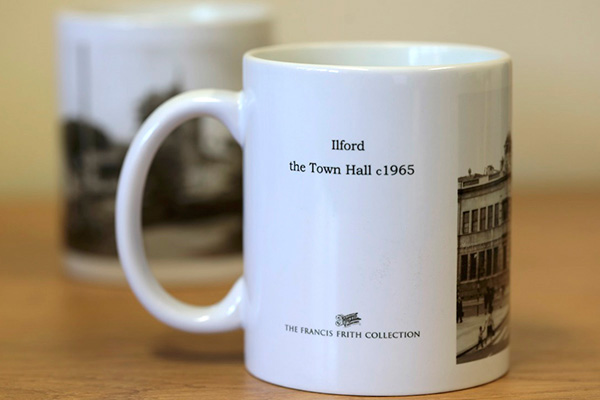 Ilford
the Town Hall c1965
THE FRANCIS FRITH COLLECTION